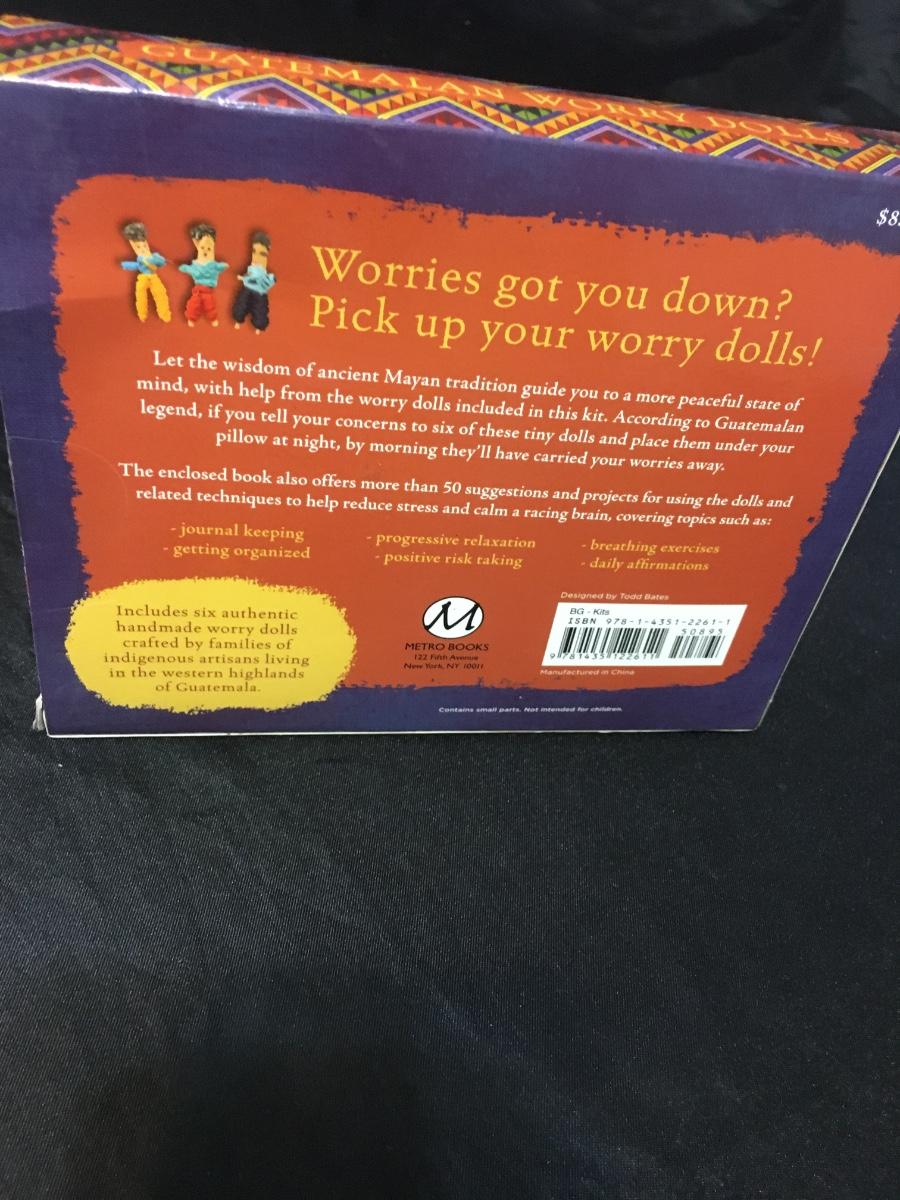 GUATEMALAN WORRY DOLLS
Worries got you down?
Pick up your worry dolls!
Let the wisdom of ancient Mayan tradition guide you to a more peaceful state of
mind, with help from the worry dolls included in this kit. According to Guatemalan
legend, if you tell your concerns to six of these tiny dolls and place them under your
pillow at night, by morning they'll have carried your worries away.
The enclosed book also offers more than 50 suggestions and projects for using the dolls and
related techniques to help reduce stress and calm a racing brain, covering topics such as:
- journal keeping
- getting organized
- progressive relaxation
- positive risk taking
- breathing exercises
- daily affirmations
Includes six authentic
handmade worry dolls
crafted by families of
indigenous artisans living
in the western highlands
of Guatemala.
M
METRO BOOKS
122 Fifth Avenue
New York, NY 10011
Designed by Todd Bates
BG - Kits
ISBN 978-1-4351-2261-1
50895
9 781435 122611
Manufactured in China
Contains small parts. Not intended for children.